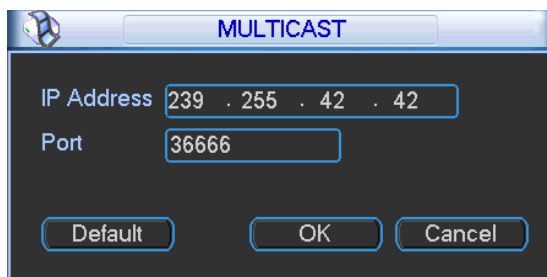 MULTICAST
IP Address 239 . 255 . 42 . 42
Port 36666
Default OK Cancel